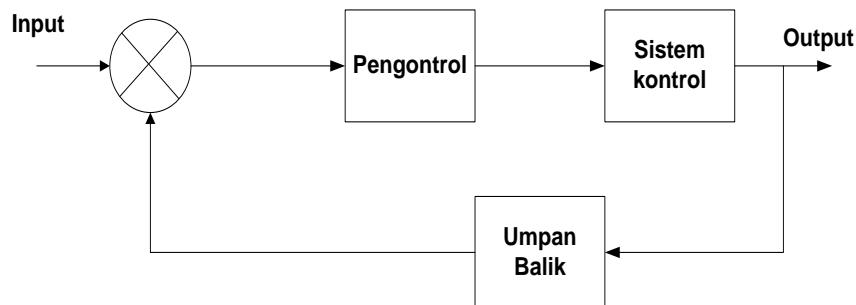 Input
Pengontrol
Sistem
kontrol
Output
Umpan
Balik